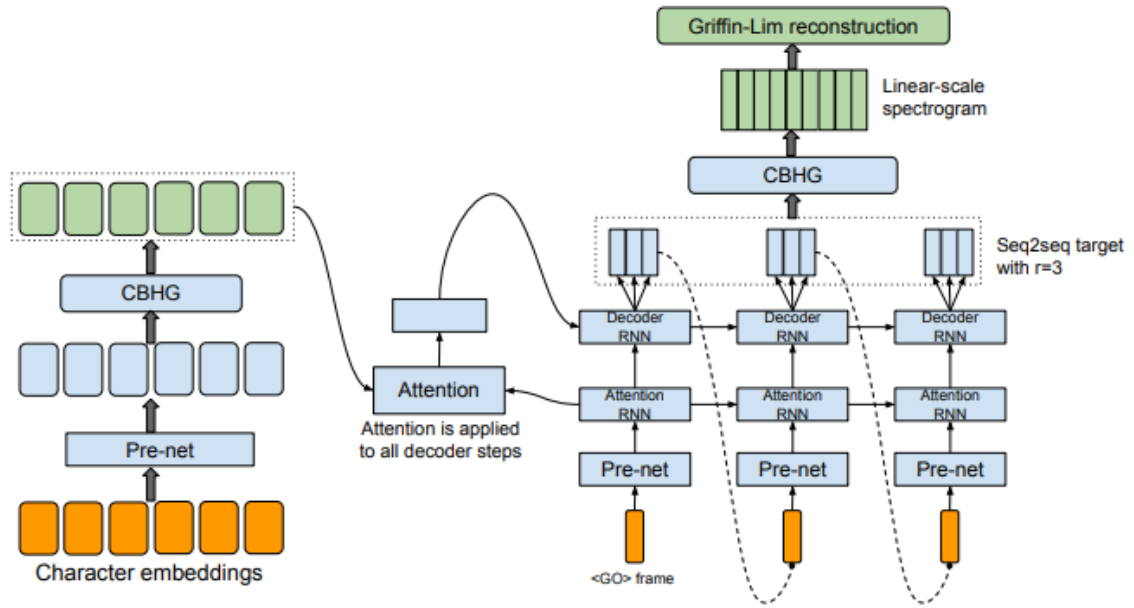 Griffin-Lim reconstruction
Linear-scale
spectrogram
CBHG
Seq2seq target
with r=3
CBHG
Decoder
RNN
Decoder
RNN
Decoder
RNN
Attention
Attention
RNN
Attention
RNN
Attention
RNN
Attention is applied
to all decoder steps
Pre-net
Pre-net
Pre-net
Pre-net
Character embeddings
<GO> frame